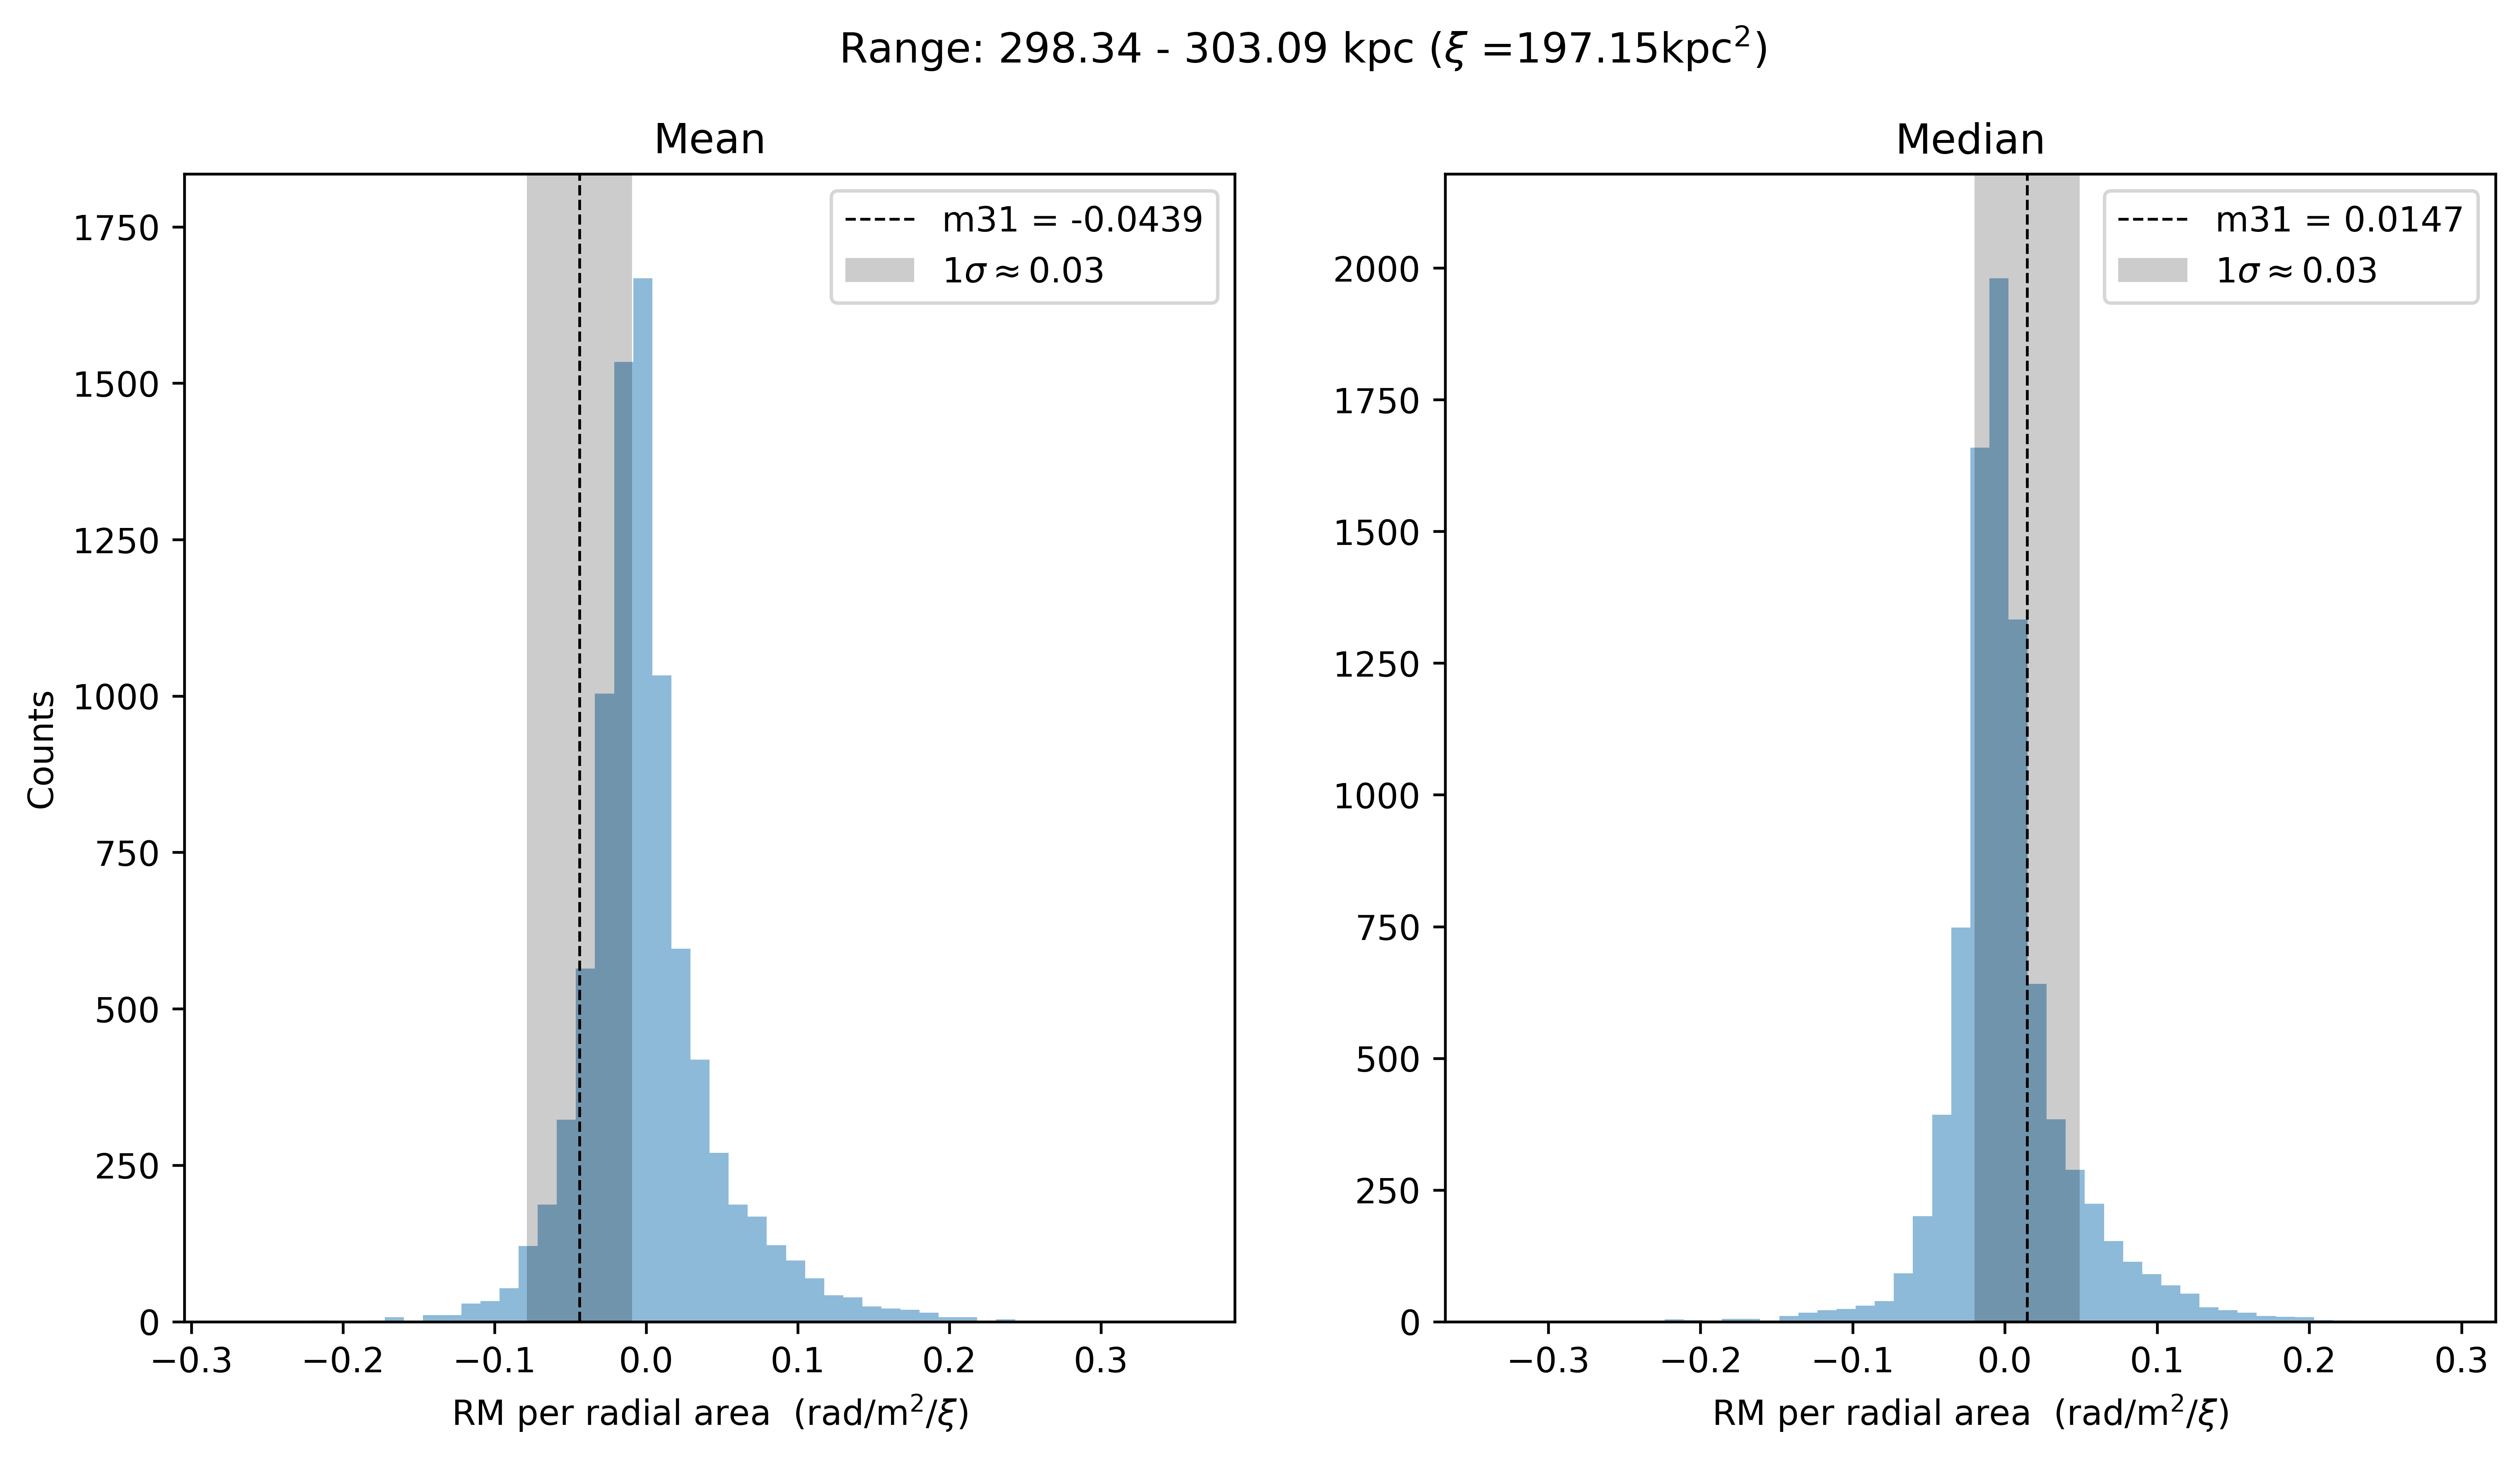 Range: 298.34 - 303.09 kpc (ξ =197.15kpc²)
Mean
m31 = -0.0439
1σ ≈ 0.03
Counts
1750
1500
1250
1000
750
500
250
0
−0.3 −0.2 −0.1 0.0 0.1 0.2 0.3
RM per radial area (rad/m²/ξ)
Median
m31 = 0.0147
1σ ≈ 0.03
2000
1750
1500
1250
1000
750
500
250
0
−0.3 −0.2 −0.1 0.0 0.1 0.2 0.3
RM per radial area (rad/m²/ξ)